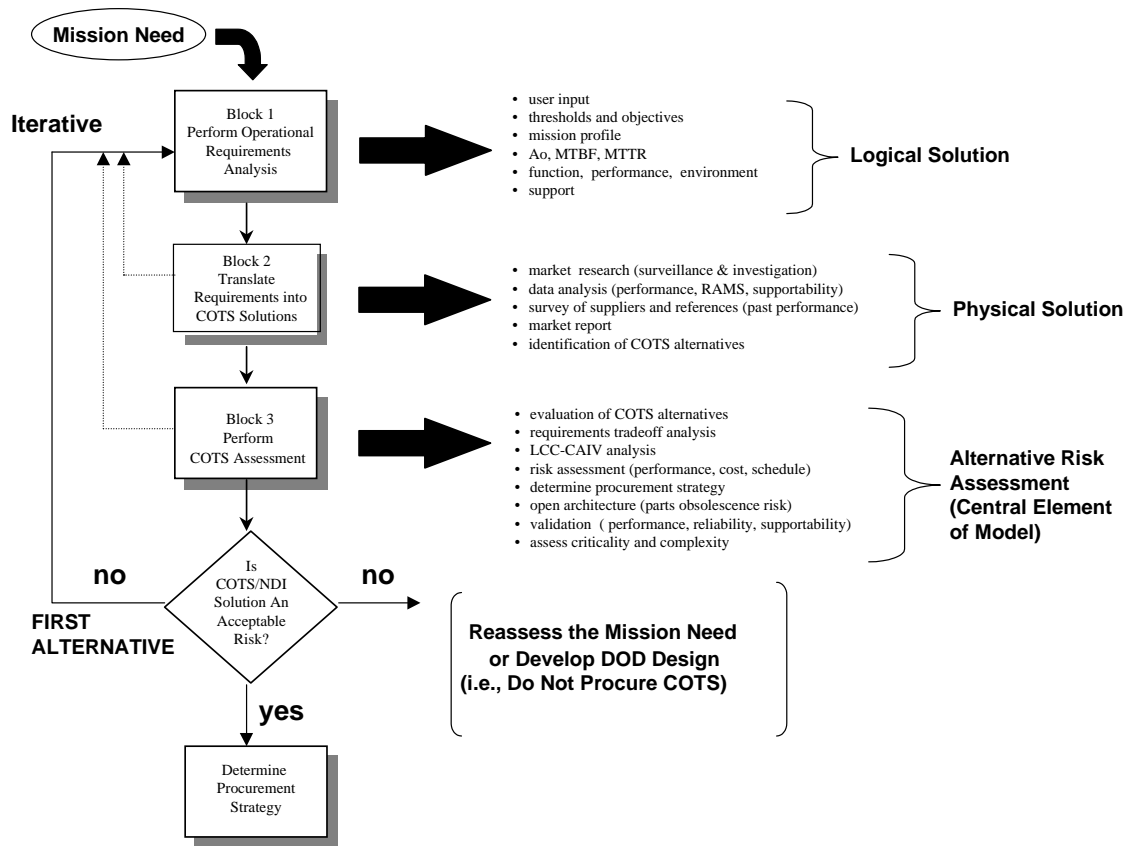 Mission Need
Iterative
Block 1
Perform Operational
Requirements
Analysis
• user input
• thresholds and objectives
• mission profile
• Ao, MTBF, MTTR
• function, performance, environment
• support
Logical Solution
Block 2
Translate
Requirements into
COTS Solutions
• market research (surveillance & investigation)
• data analysis (performance, RAMS, supportability)
• survey of suppliers and references (past performance)
• market report
• identification of COTS alternatives
Physical Solution
Block 3
Perform
COTS Assessment
• evaluation of COTS alternatives
• requirements tradeoff analysis
• LCC-CAIV analysis
• risk assessment (performance, cost, schedule)
• determine procurement strategy
• open architecture (parts obsolescence risk)
• validation ( performance, reliability, supportability)
• assess criticality and complexity
Alternative Risk
Assessment
(Central Element
of Model)
Is
COTS/NDI
Solution An
Acceptable
Risk?
no
FIRST
ALTERNATIVE
no
Reassess the Mission Need
or Develop DOD Design
(i.e., Do Not Procure COTS)
yes
Determine
Procurement
Strategy